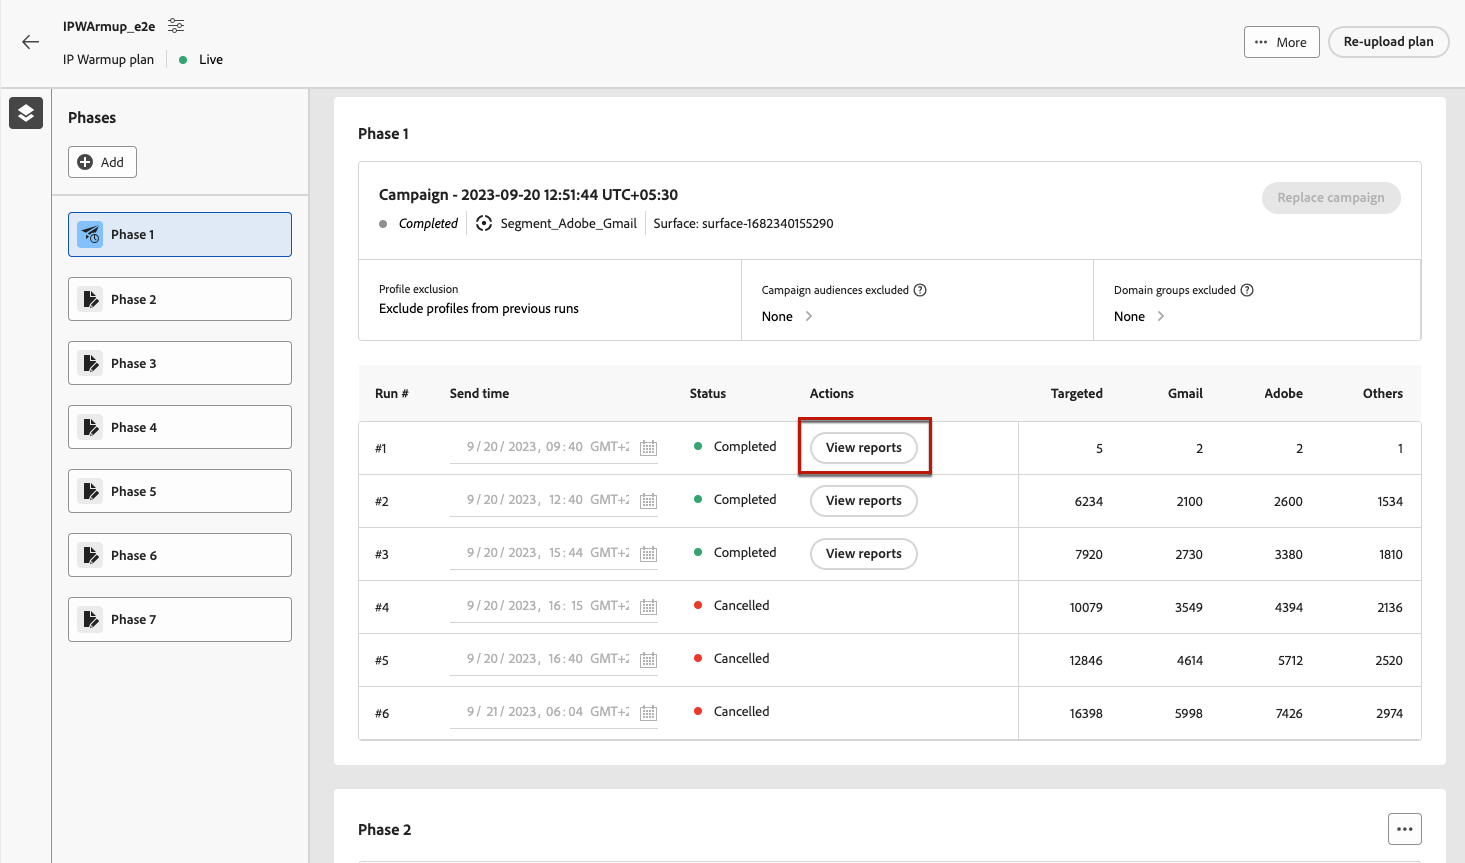 IPWArmup_e2e
IP Warmup plan Live
··· More Re-upload plan
Phases
Add
Phase 1
Phase 2
Phase 3
Phase 4
Phase 5
Phase 6
Phase 7
Phase 1
Campaign - 2023-09-20 12:51:44 UTC+05:30
Replace campaign
Completed Segment_Adobe_Gmail Surface: surface-1682340155290
Profile exclusion
Exclude profiles from previous runs
Campaign audiences excluded ?
None >
Domain groups excluded ?
None >
Run # Send time Status Actions Targeted Gmail Adobe Others
#1 9/20/2023, 09:40 GMT+2 Completed View reports 5 2 2 1
#2 9/20/2023, 12:40 GMT+2 Completed View reports 6234 2100 2600 1534
#3 9/20/2023, 15:44 GMT+2 Completed View reports 7920 2730 3380 1810
#4 9/20/2023, 16:15 GMT+2 Cancelled 10079 3549 4394 2136
#5 9/20/2023, 16:40 GMT+2 Cancelled 12846 4614 5712 2520
#6 9/21/2023, 06:04 GMT+2 Cancelled 16398 5998 7426 2974
Phase 2
···